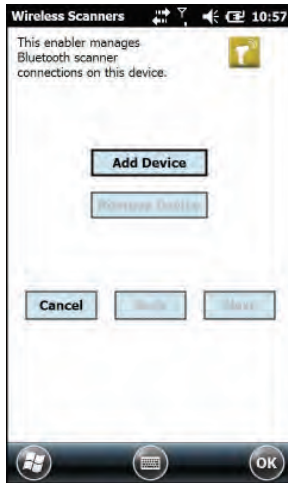 Wireless Scanners 10:57
This enabler manages
Bluetooth scanner
connections on this device.
Add Device
Remove Device
Cancel Back Next
OK